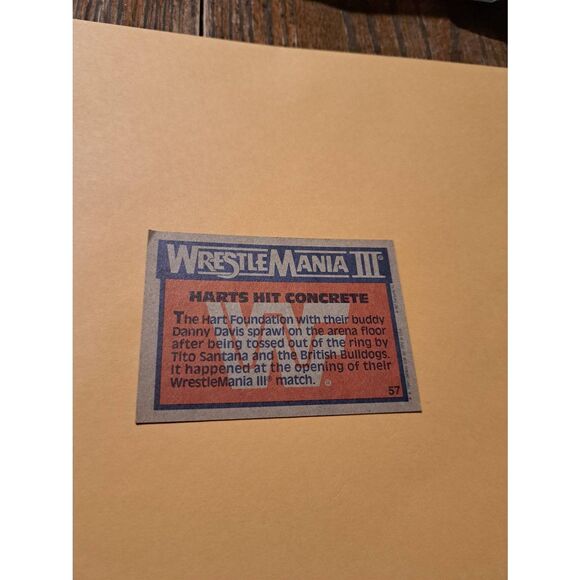 WRESTLEMANIA III®
HARTS HIT CONCRETE
The Hart Foundation with their buddy
Danny Davis sprawl on the arena floor
after being tossed out of the ring by
Tito Santana and the British Bulldogs.
It happened at the opening of their
WrestleMania III® match.
57